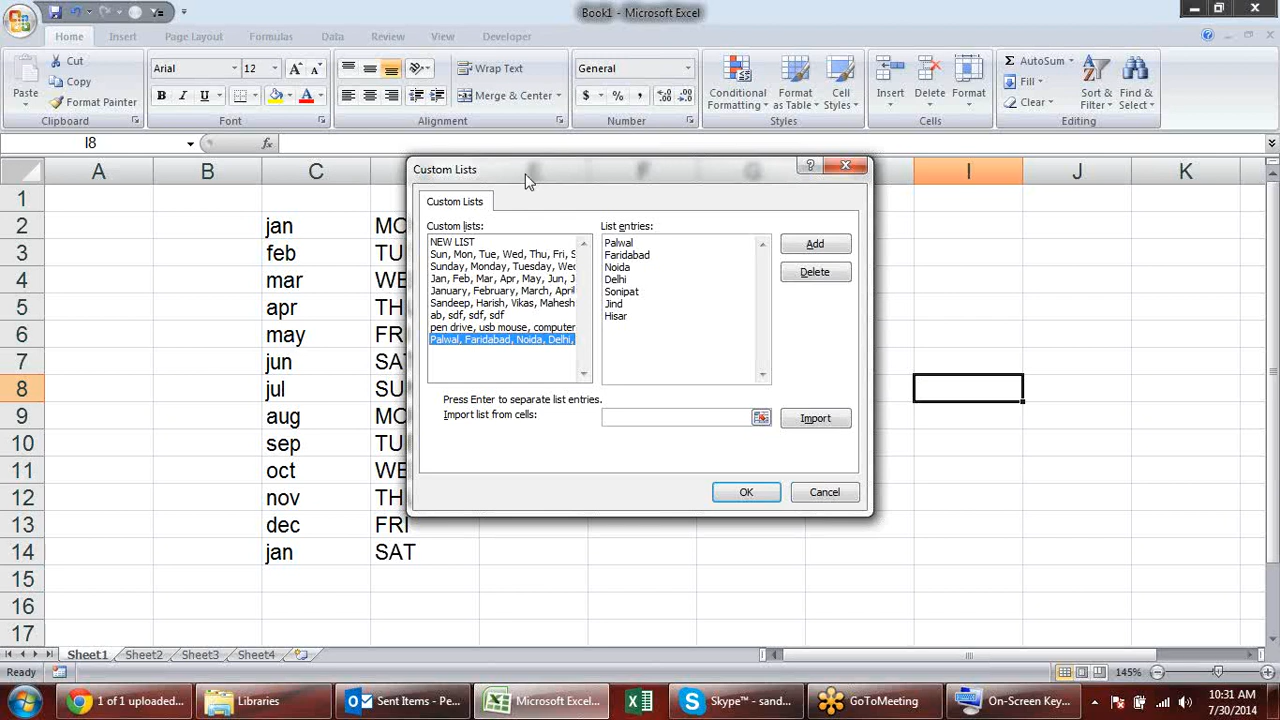 Book1 - Microsoft Excel
Home Insert Page Layout Formulas Data Review View Developer
Paste
Cut
Copy
Format Painter
Clipboard
Arial 12
B I U
Font
Wrap Text
Merge & Center
Alignment
General
$ % ,
Number
Conditional Formatting
Format as Table
Cell Styles
Styles
Insert Delete Format
Cells
Σ AutoSum
Fill
Clear
Sort & Filter
Find & Select
Editing
I8 fx
A B C E F G I J K
1
2 jan MO
3 feb TU
4 mar WE
5 apr TH
6 may FR
7 jun SA
8 jul SU
9 aug MO
10 sep TU
11 oct WE
12 nov TH
13 dec FRI
14 jan SAT
15
16
17
Custom Lists
Custom Lists
Custom lists:
NEW LIST
Sun, Mon, Tue, Wed, Thu, Fri, S
Sunday, Monday, Tuesday, Wed
Jan, Feb, Mar, Apr, May, Jun, J
January, February, March, April
Sandeep, Harish, Vikas, Mahesh
ab, sdf, sdf, sdf
pen drive, usb mouse, computer
Palwal, Faridabad, Noida, Delhi,
List entries:
Palwal
Faridabad
Noida
Delhi
Sonipat
Jind
Hisar
Add
Delete
Press Enter to separate list entries.
Import list from cells:
Import
OK Cancel
Sheet1 Sheet2 Sheet3 Sheet4
Ready 145%
1 of 1 uploaded...
Libraries
Sent Items - Pe...
Microsoft Excel...
Skype™ - sand...
GoToMeeting
On-Screen Key...
10:31 AM
7/30/2014